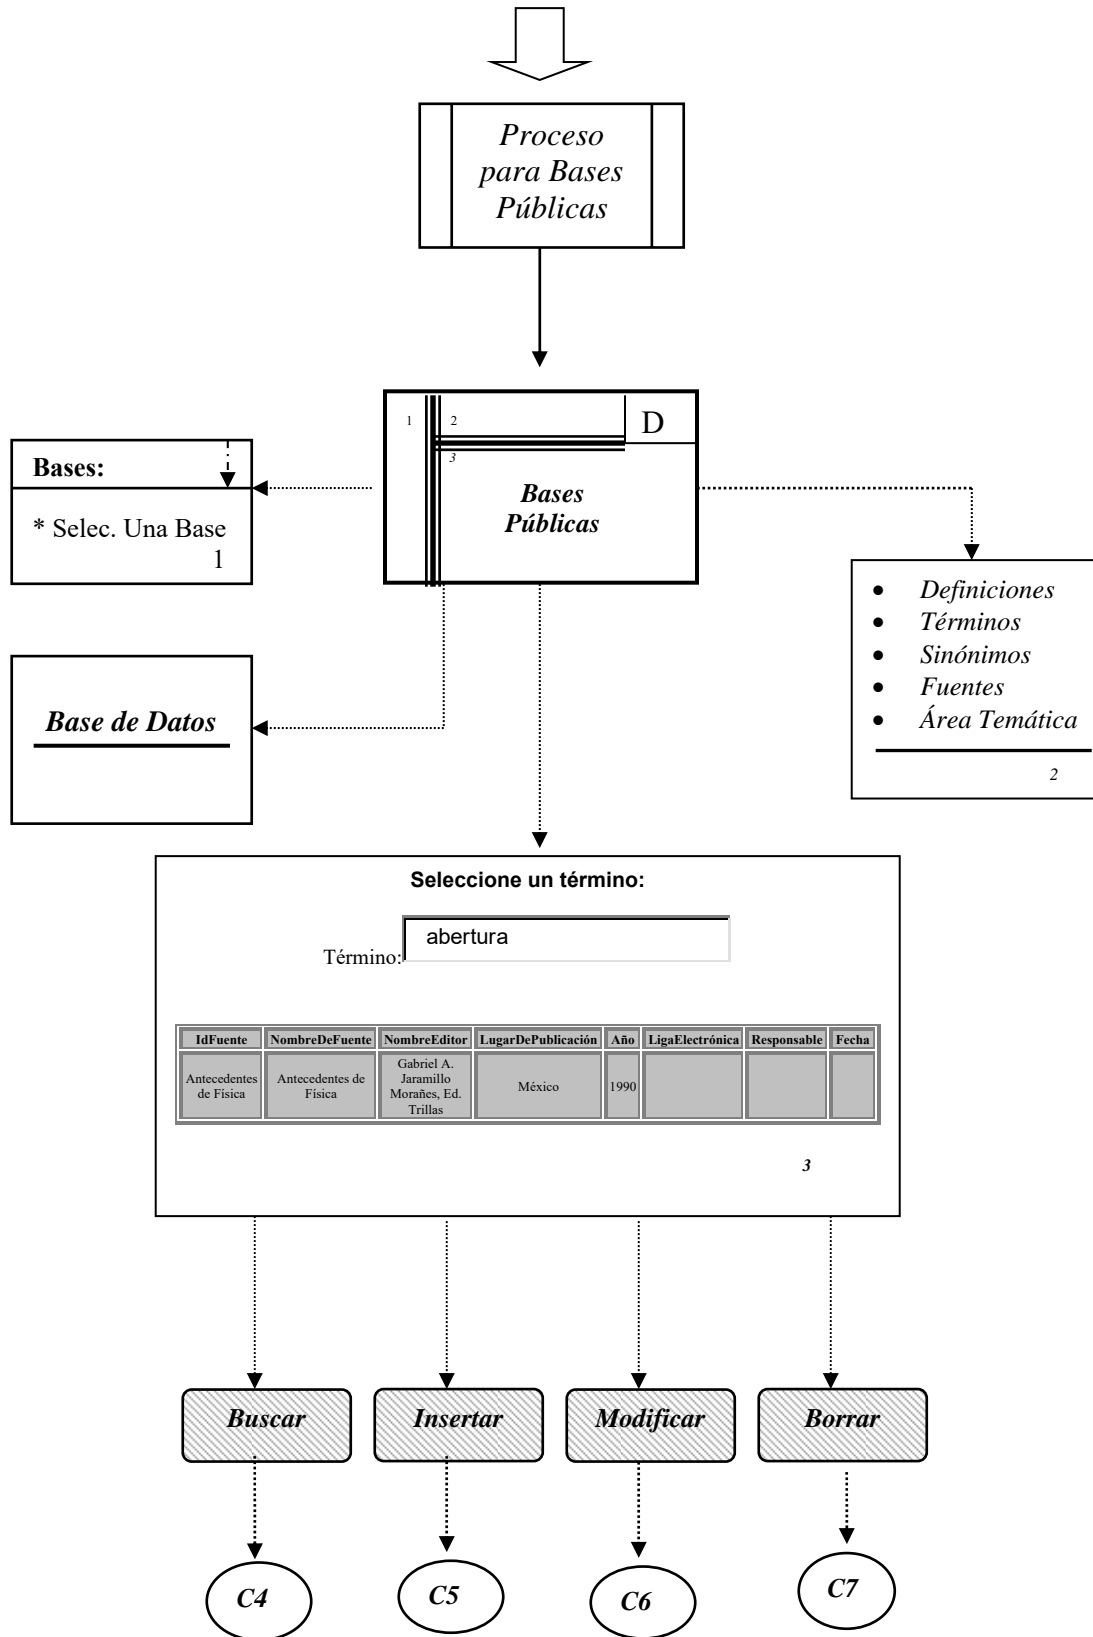 Proceso
para Bases
Públicas
1
2
D
3
Bases
Públicas
Bases:
* Selec. Una Base
1
Definiciones
Términos
Sinónimos
Fuentes
Área Temática
2
Base de Datos
Seleccione un término:
Término:
abertura
IdFuente NombreDeFuente NombreEditor LugarDePublicación Año LigaElectrónica Responsable Fecha
Antecedentes
de Física
Antecedentes de
Física
Gabriel A.
Jaramillo
Morañes, Ed.
Trillas
México
1990
3
Buscar
Insertar
Modificar
Borrar
C4
C5
C6
C7